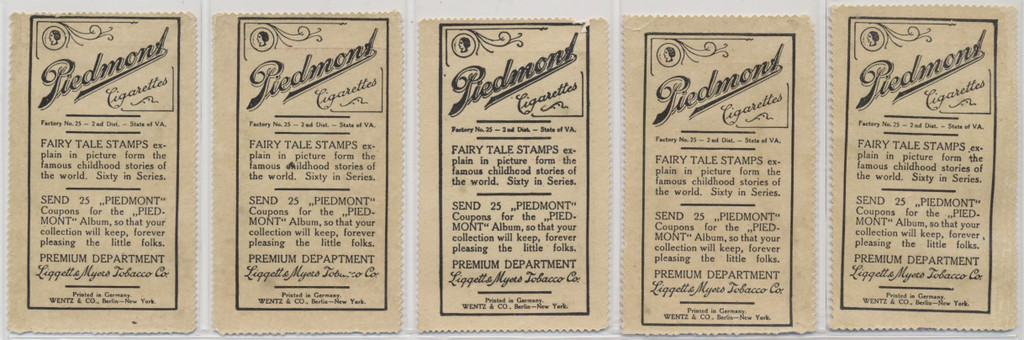 Piedmont
Cigarettes
Factory No. 25 — 2nd Dist. — State of VA.
FAIRY TALE STAMPS ex-
plain in picture form the
famous childhood stories of
the world. Sixty in Series.
SEND 25 „PIEDMONT“
Coupons for the „PIED-
MONT“ Album, so that your
collection will keep, forever
pleasing the little folks.
PREMIUM DEPARTMENT
Liggett & Myers Tobacco Co.
Printed in Germany.
WENTZ & CO., Berlin—New York.
Piedmont
Cigarettes
Factory No. 25 — 2nd Dist. — State of VA.
FAIRY TALE STAMPS ex-
plain in picture form the
famous childhood stories of
the world. Sixty in Series.
SEND 25 „PIEDMONT“
Coupons for the „PIED-
MONT“ Album, so that your
collection will keep, forever
pleasing the little folks.
PREMIUM DEPARTMENT
Liggett & Myers Tobacco Co.
Printed in Germany.
WENTZ & CO., Berlin—New York.
Piedmont
Cigarettes
Factory No. 25 — 2nd Dist. — State of VA.
FAIRY TALE STAMPS ex-
plain in picture form the
famous childhood stories of
the world. Sixty in Series.
SEND 25 „PIEDMONT“
Coupons for the „PIED-
MONT“ Album, so that your
collection will keep, forever
pleasing the little folks.
PREMIUM DEPARTMENT
Liggett & Myers Tobacco Co.
Printed in Germany.
WENTZ & CO., Berlin—New York.
Piedmont
Cigarettes
Factory No. 25 — 2nd Dist. — State of VA.
FAIRY TALE STAMPS ex-
plain in picture form the
famous childhood stories of
the world. Sixty in Series.
SEND 25 „PIEDMONT“
Coupons for the „PIED-
MONT“ Album, so that your
collection will keep, forever
pleasing the little folks.
PREMIUM DEPARTMENT
Liggett & Myers Tobacco Co.
Printed in Germany.
WENTZ & CO., Berlin—New York.
Piedmont
Cigarettes
Factory No. 25 — 2nd Dist. — State of VA.
FAIRY TALE STAMPS ex-
plain in picture form the
famous childhood stories of
the world. Sixty in Series.
SEND 25 „PIEDMONT“
Coupons for the „PIED-
MONT“ Album, so that your
collection will keep, forever
pleasing the little folks.
PREMIUM DEPARTMENT
Liggett & Myers Tobacco Co.
Printed in Germany.
WENTZ & CO., Berlin—New York.